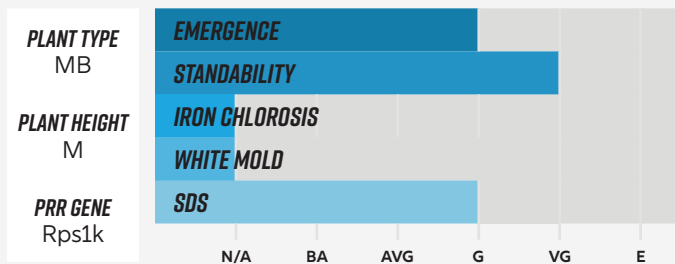 PLANT TYPE
MB
PLANT HEIGHT
M
PRR GENE
Rps1k
EMERGENCE
STANDABILITY
IRON CHLOROSIS
WHITE MOLD
SDS
N/A BA AVG G VG E